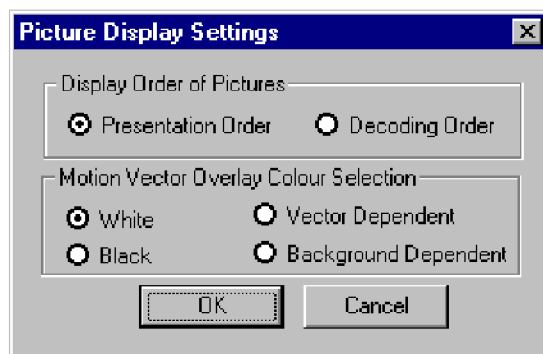 Picture Display Settings
Display Order of Pictures
Presentation Order Decoding Order
Motion Vector Overlay Colour Selection
White Vector Dependent
Black Background Dependent
OK Cancel